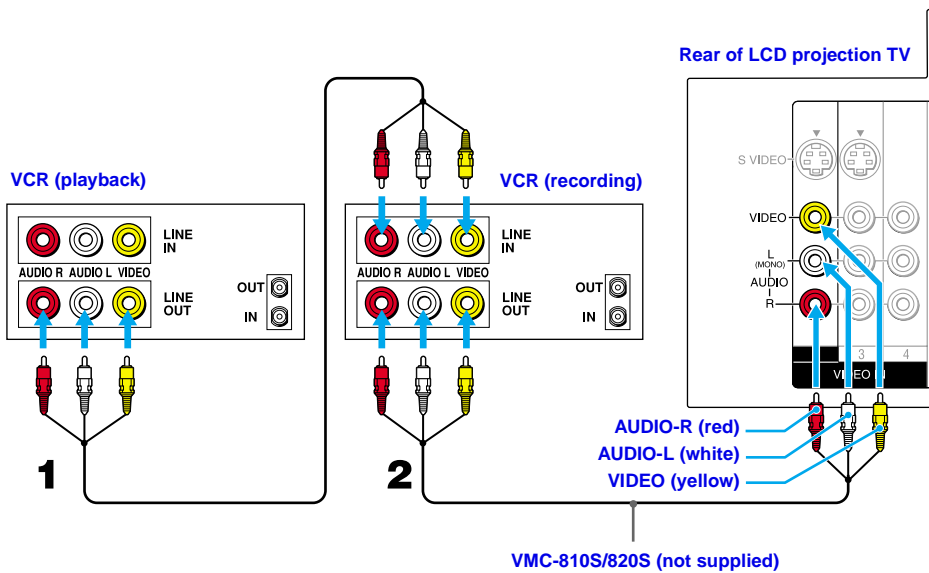 Rear of LCD projection TV
S VIDEO
VIDEO
L
(MONO)
AUDIO
R
3
4
VIDEO IN
VCR (playback)
LINE
IN
AUDIO R AUDIO L VIDEO
LINE
OUT
OUT
IN
1
VCR (recording)
LINE
IN
AUDIO R AUDIO L VIDEO
LINE
OUT
OUT
IN
2
AUDIO-R (red)
AUDIO-L (white)
VIDEO (yellow)
VMC-810S/820S (not supplied)